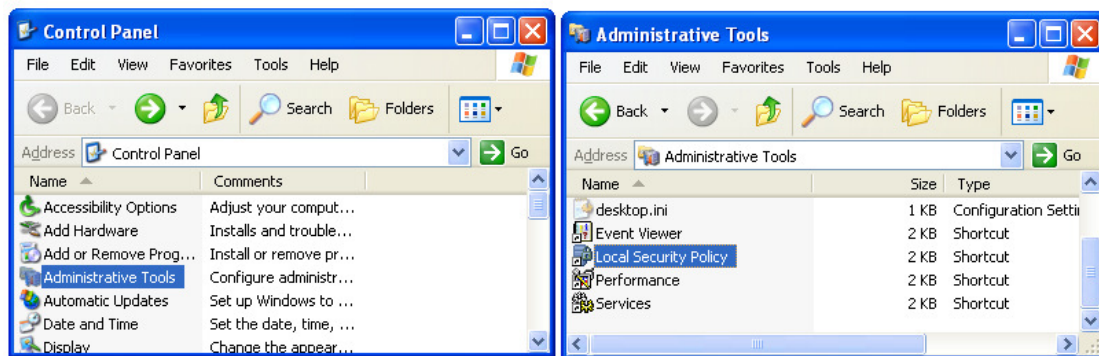 Control Panel
File Edit View Favorites Tools Help
Back Search Folders
Address Control Panel Go
Name Comments
Accessibility Options Adjust your comput...
Add Hardware Installs and trouble...
Add or Remove Prog... Install or remove pr...
Administrative Tools Configure administr...
Automatic Updates Set up Windows to ...
Date and Time Set the date, time, ...
Display Change the appear...
Administrative Tools
File Edit View Favorites Tools Help
Back Search Folders
Address Administrative Tools Go
Name Size Type
desktop.ini 1 KB Configuration Setti
Event Viewer 2 KB Shortcut
Local Security Policy 2 KB Shortcut
Performance 2 KB Shortcut
Services 2 KB Shortcut